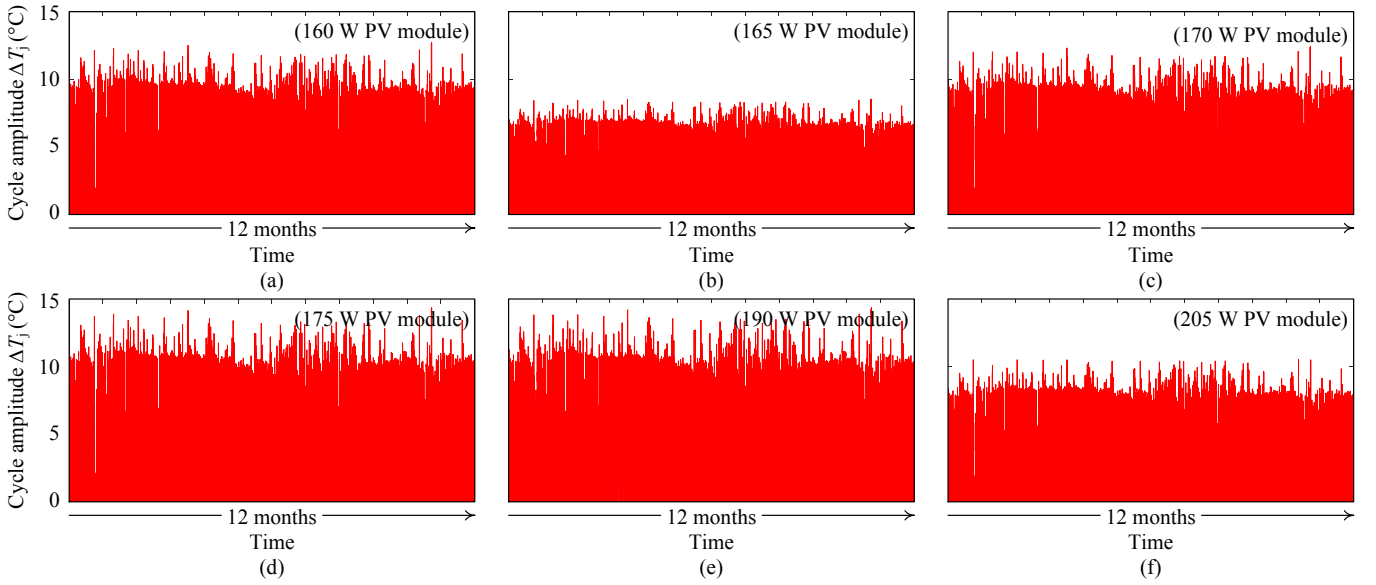 Cycle amplitude ΔTj (°C)
15
10
5
0
(160 W PV module)
12 months
Time
(a)
(165 W PV module)
12 months
Time
(b)
(170 W PV module)
12 months
Time
(c)
Cycle amplitude ΔTj (°C)
15
10
5
0
(175 W PV module)
12 months
Time
(d)
(190 W PV module)
12 months
Time
(e)
(205 W PV module)
12 months
Time
(f)